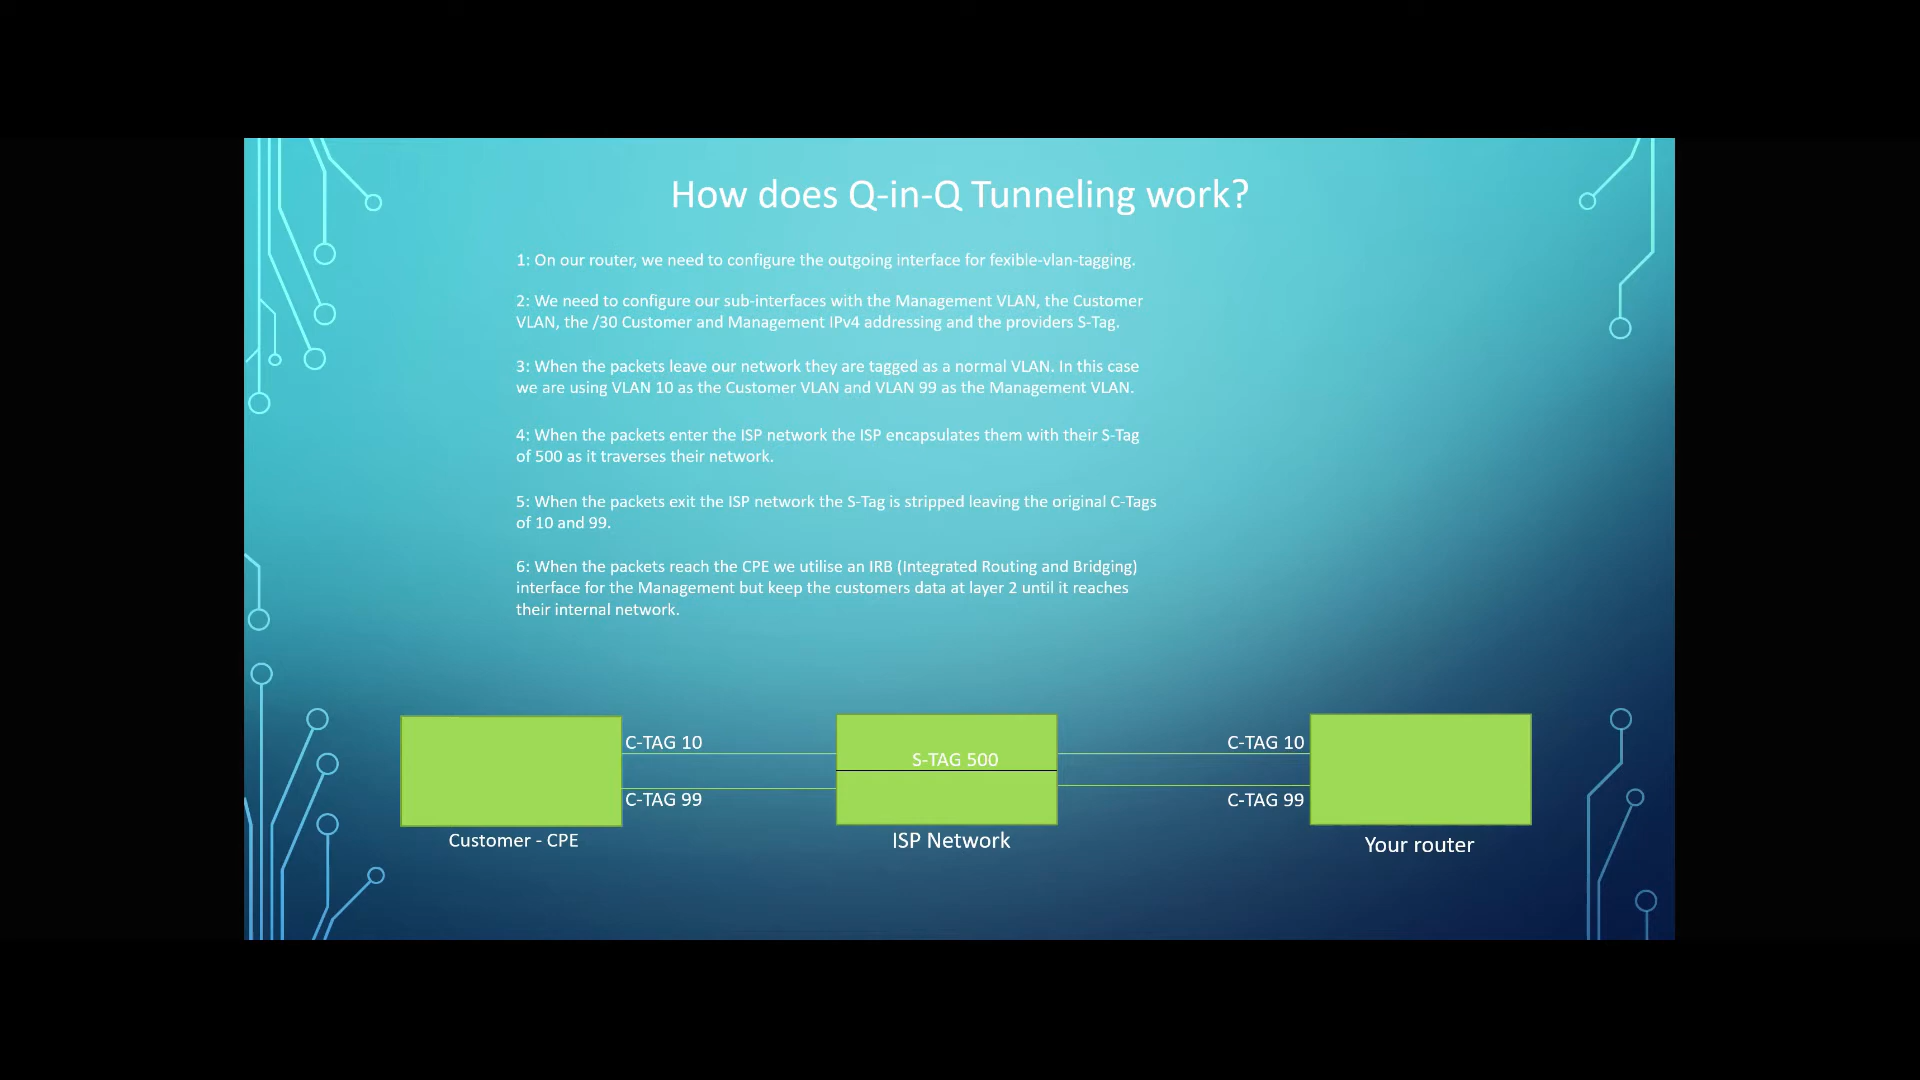 How does Q-in-Q Tunneling work?
1: On our router, we need to configure the outgoing interface for fexible-vlan-tagging.
2: We need to configure our sub-interfaces with the Management VLAN, the Customer
VLAN, the /30 Customer and Management IPv4 addressing and the providers S-Tag.
3: When the packets leave our network they are tagged as a normal VLAN. In this case
we are using VLAN 10 as the Customer VLAN and VLAN 99 as the Management VLAN.
4: When the packets enter the ISP network the ISP encapsulates them with their S-Tag
of 500 as it traverses their network.
5: When the packets exit the ISP network the S-Tag is stripped leaving the original C-Tags
of 10 and 99.
6: When the packets reach the CPE we utilise an IRB (Integrated Routing and Bridging)
interface for the Management but keep the customers data at layer 2 until it reaches
their internal network.
C-TAG 10
S-TAG 500
C-TAG 10
C-TAG 99
C-TAG 99
Customer - CPE
ISP Network
Your router